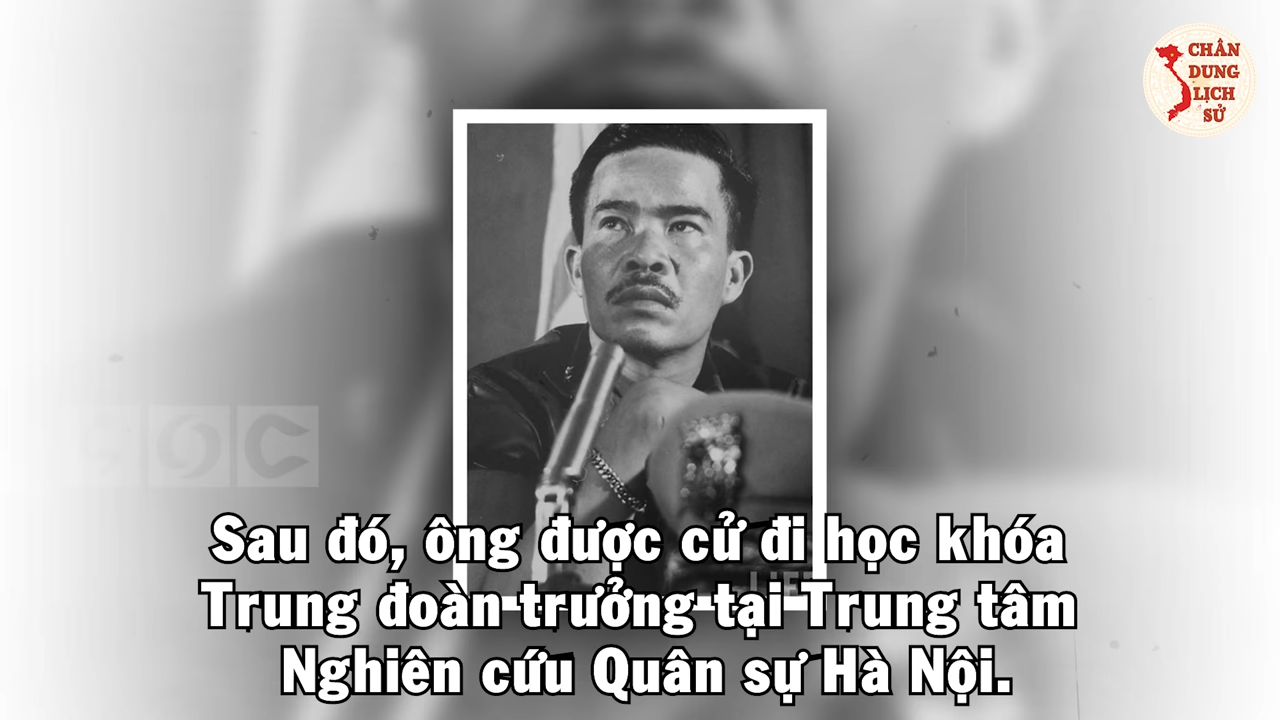 CHÂN
DUNG
LỊCH
SỬ
Sau đó, ông được cử đi học khóa
Trung đoàn trưởng tại Trung tâm
Nghiên cứu Quân sự Hà Nội.